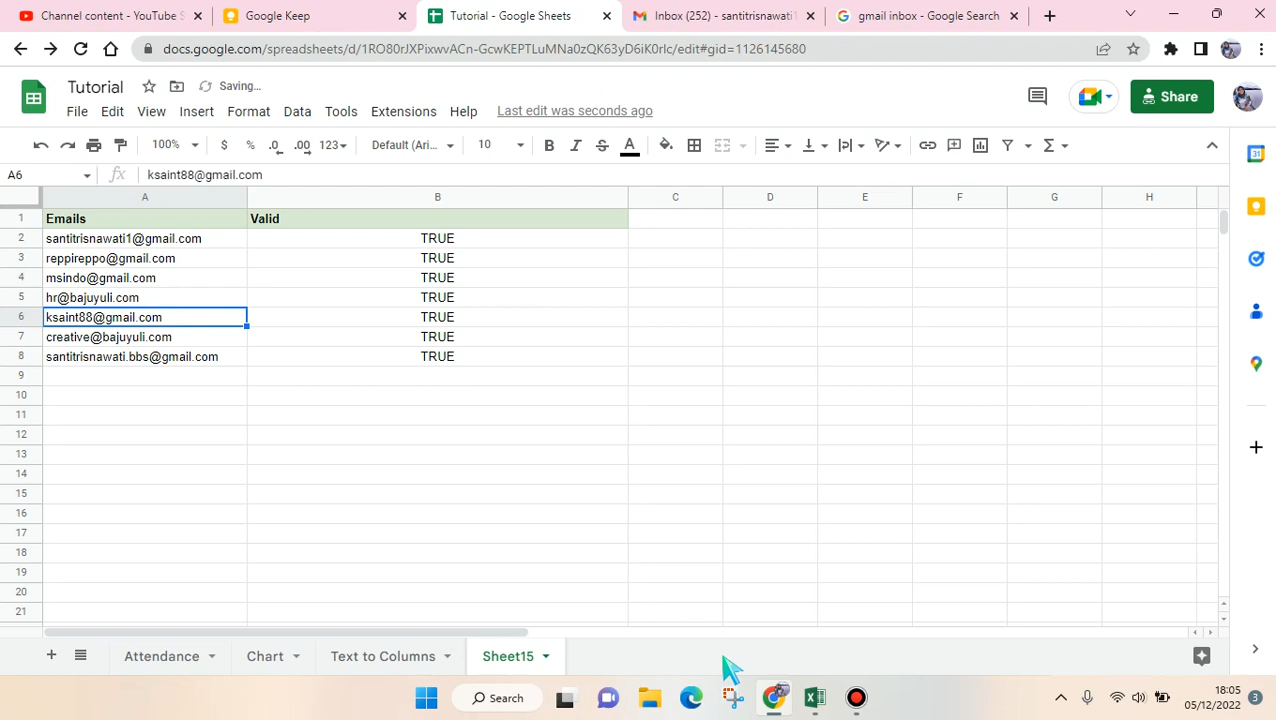 Channel content - YouTube S
Google Keep
Tutorial - Google Sheets
Inbox (252) - santitrisnawati1
gmail inbox - Google Search
docs.google.com/spreadsheets/d/1RO80rJXPixwvACn-GcwKEPTLuMNa0zQK63yD6iK0rlc/edit#gid=1126145680
Tutorial
Saving...
File Edit View Insert Format Data Tools Extensions Help Last edit was seconds ago
Share
100% $ % .0 .00 123 Default (Ari... 10 B I S A
A6 fx ksaint88@gmail.com
A B C D E F G H
1 Emails Valid
2 santitrisnawati1@gmail.com TRUE
3 reppireppo@gmail.com TRUE
4 msindo@gmail.com TRUE
5 hr@bajuyuli.com TRUE
6 ksaint88@gmail.com TRUE
7 creative@bajuyuli.com TRUE
8 santitrisnawati.bbs@gmail.com TRUE
9
10
11
12
13
14
15
16
17
18
19
20
21
31
Attendance Chart Text to Columns Sheet15
Search
18:05
05/12/2022
3